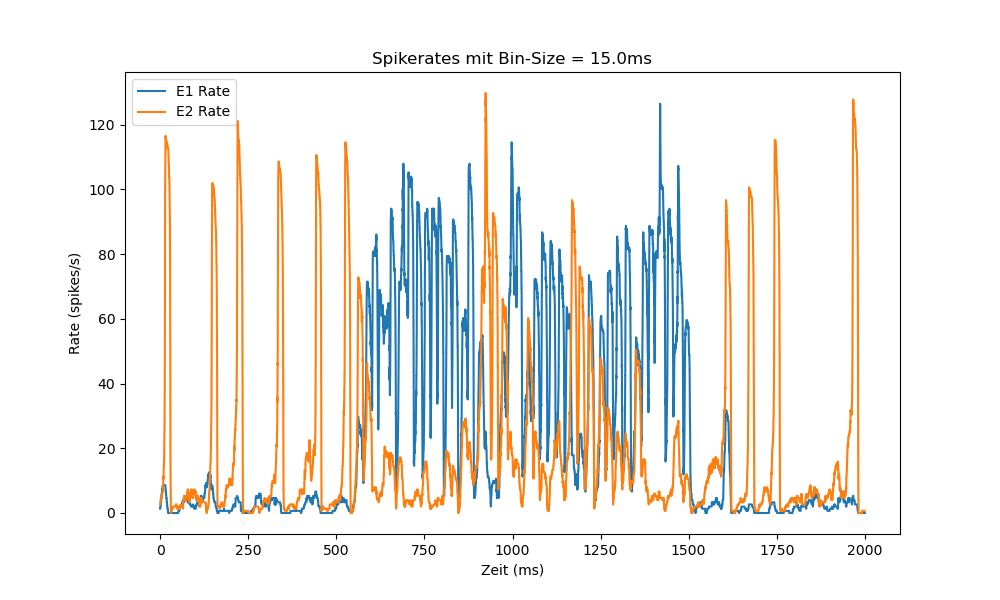 Spikerates mit Bin-Size = 15.0ms
E1 Rate
E2 Rate
Rate (spikes/s)
120
100
80
60
40
20
0
0 250 500 750 1000 1250 1500 1750 2000
Zeit (ms)